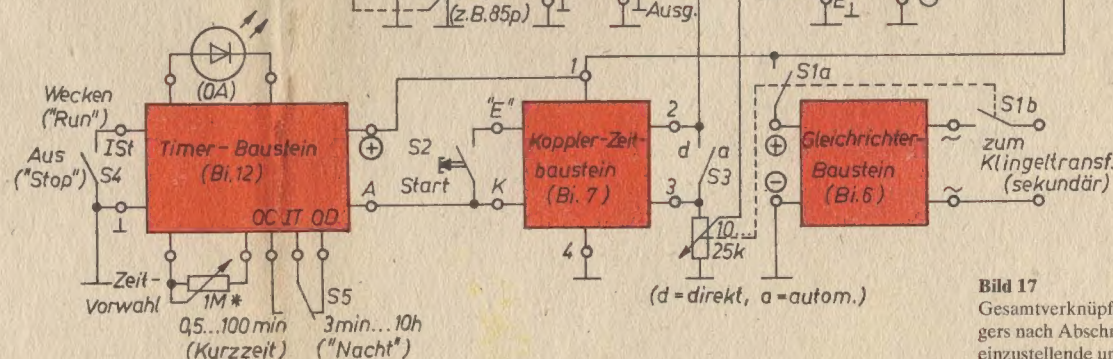 (z.B.85p)
Ausg.
E⊥
(0A)
Wecken
("Run")
ISt
Aus
("Stop")
S4
⊥
Timer-Baustein
(Bi.12)
OC IT OD
⊕
A
S2
Start
1
"E"
K
Koppler-Zeit-
baustein
(Bi. 7)
2
d
a
S3
3
4
10...
25k
S1a
⊕
⊖
Gleichrichter-
Baustein
(Bi.6)
~
~
S1b
zum
Klingeltransf.
(sekundär)
Zeit-
vorwahl
1M*
S5
0,5...100 min
(Kurzzeit)
3min...10h
("Nacht")
(d=direkt, a=autom.)
Bild 17
Gesamtverknüpf
gers nach Abschn